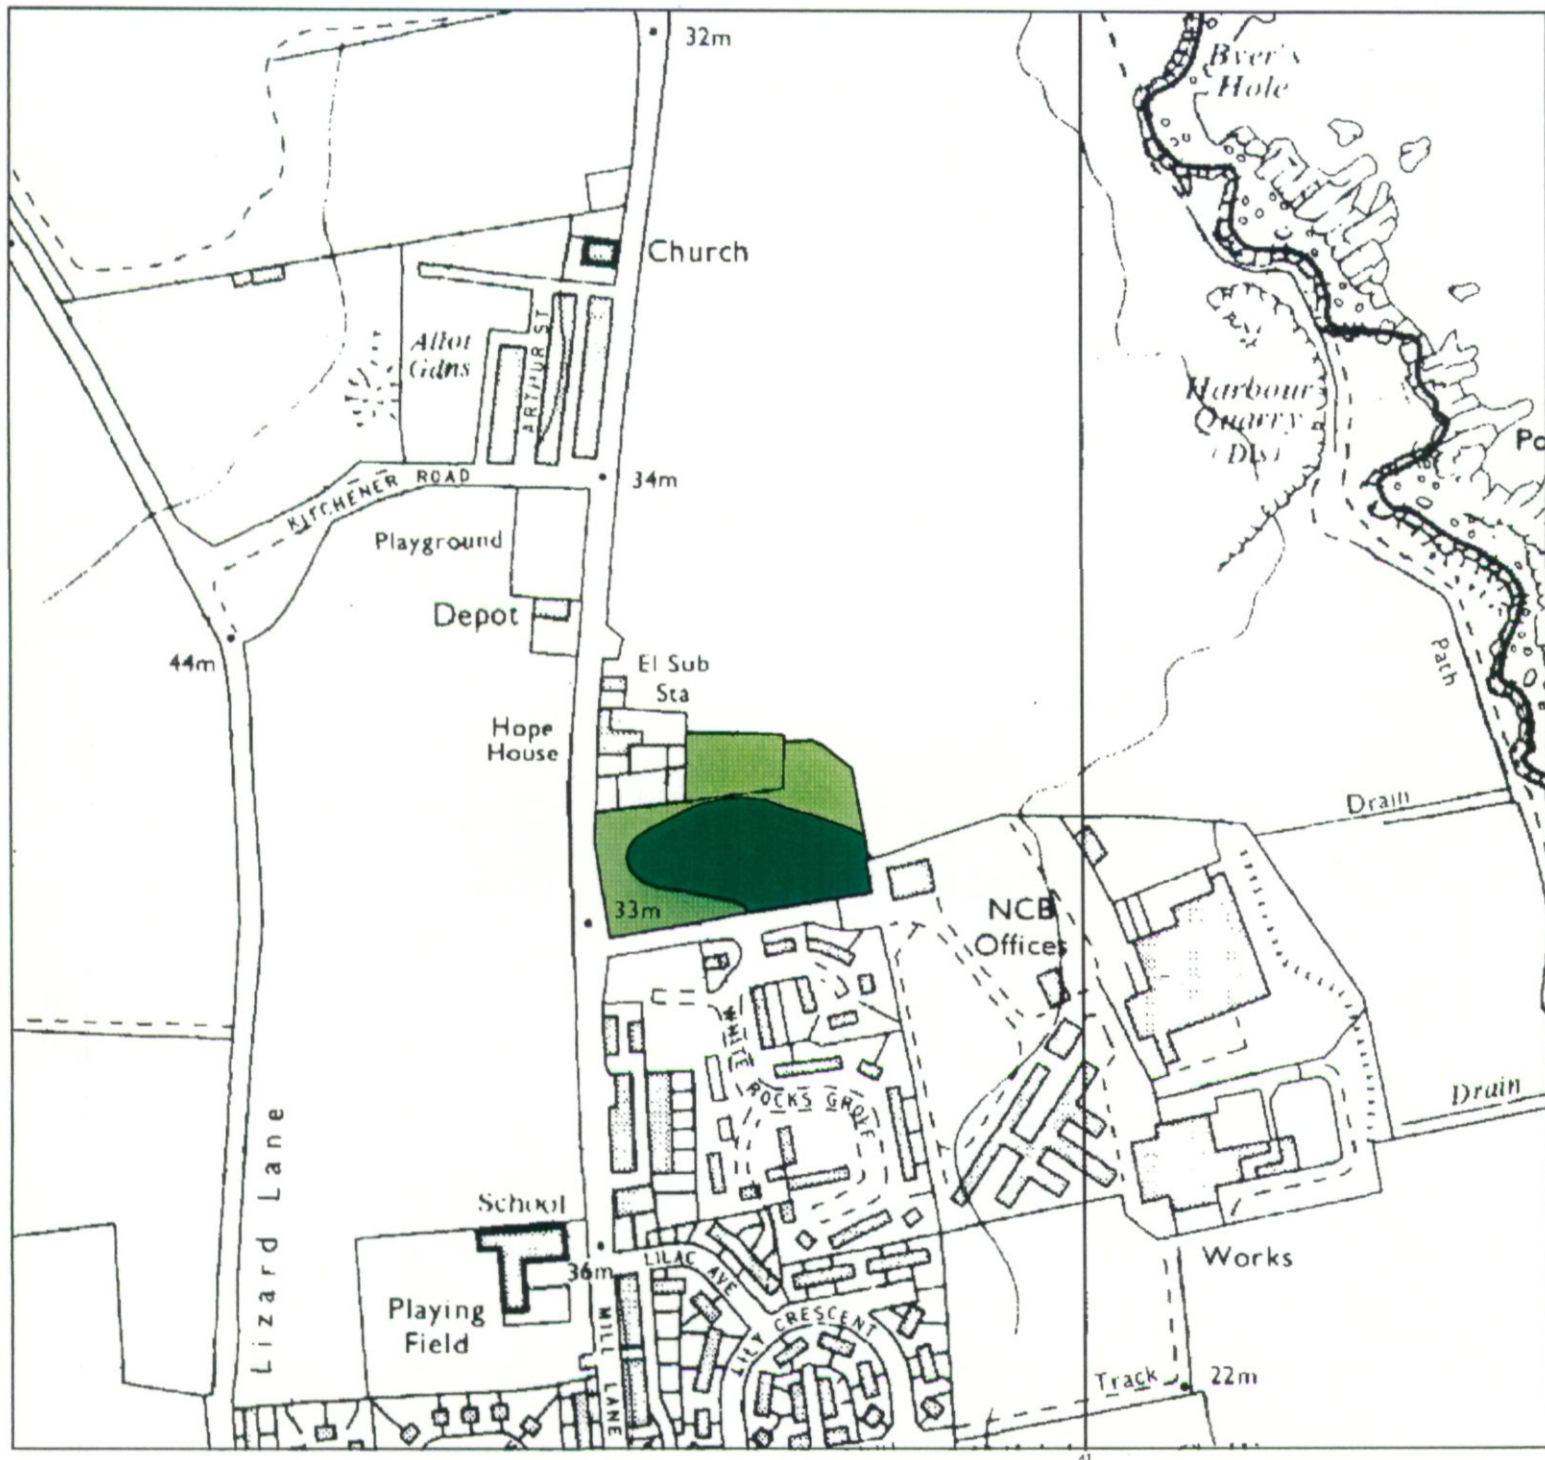 32m
Byer's
Hole
Church
Allot
Gdns
ARTHUR ST
Harbour
Quarry
(Dis)
Po
34m
KITCHENER ROAD
Playground
Depot
44m
El Sub
Sta
Path
Hope
House
Drain
33m
NCB
Offices
WHITE ROCKS GROVE
Drain
Lizard Lane
School
36m
LILAC AVE
Works
Playing
Field
MILL LANE
LILY CRESCENT
Track
22m
41